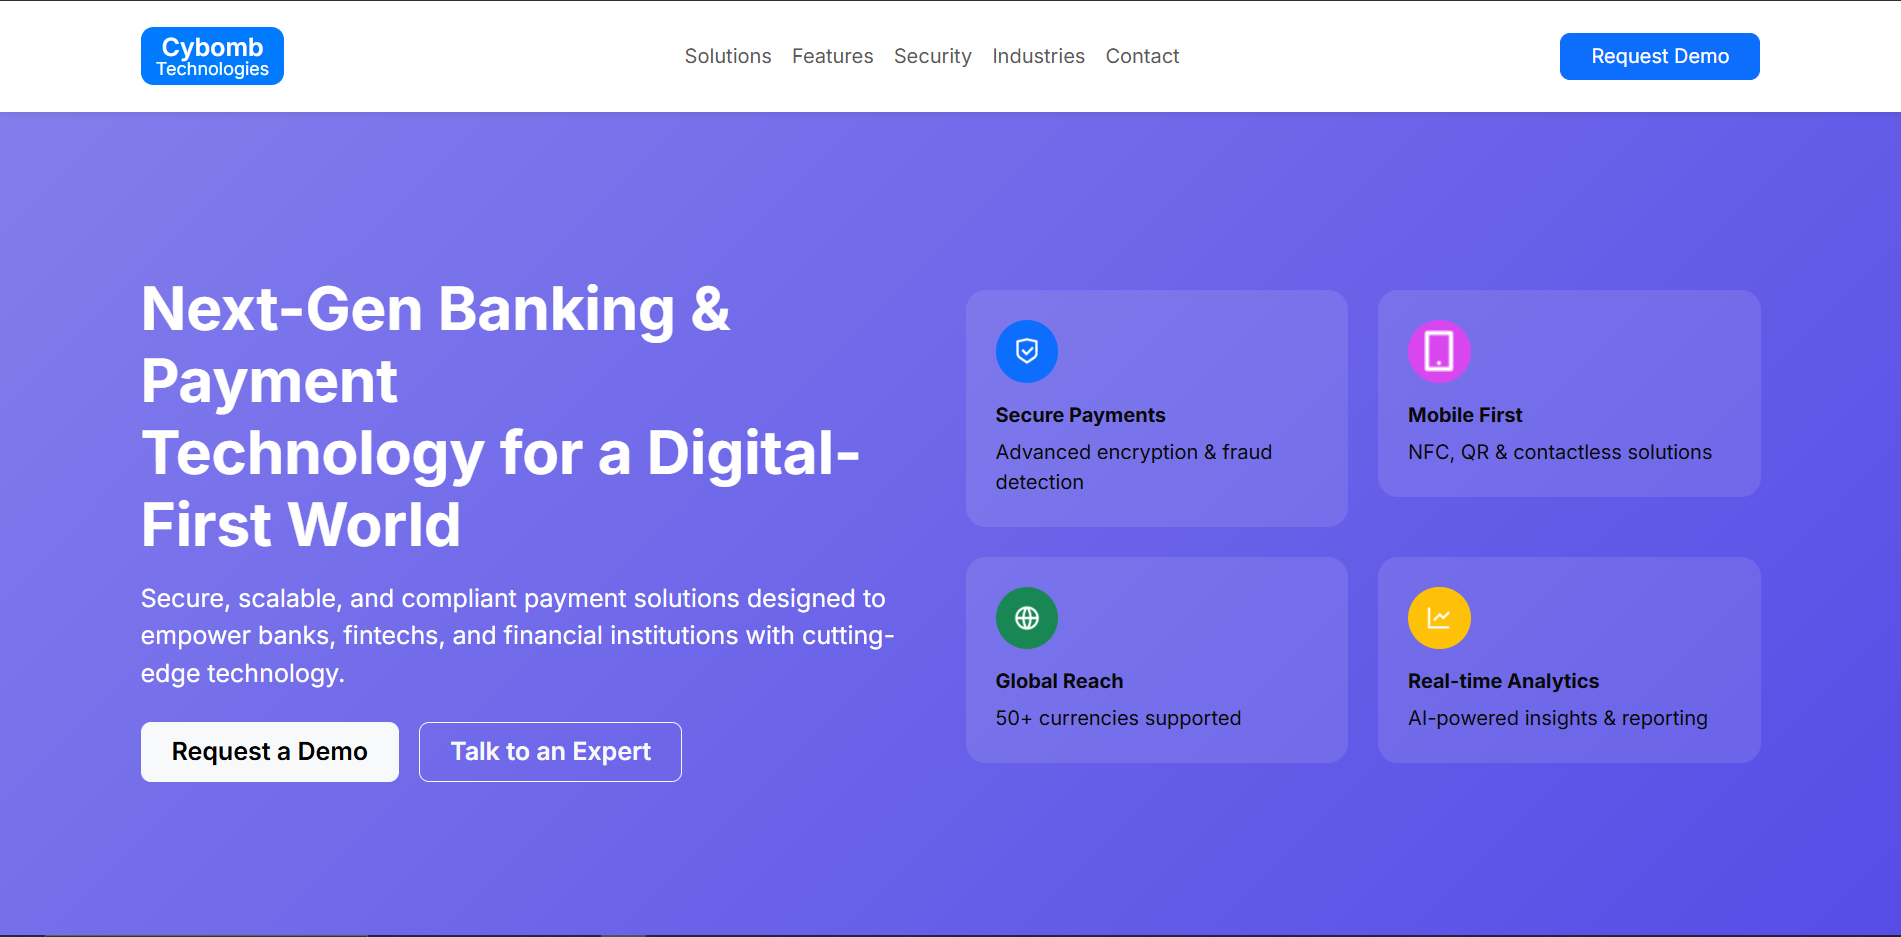 Cybomb
Technologies
Solutions Features Security Industries Contact
Request Demo
Next-Gen Banking &
Payment
Technology for a Digital-
First World
Secure, scalable, and compliant payment solutions designed to
empower banks, fintechs, and financial institutions with cutting-
edge technology.
Request a Demo
Talk to an Expert
Secure Payments
Advanced encryption & fraud
detection
Mobile First
NFC, QR & contactless solutions
Global Reach
50+ currencies supported
Real-time Analytics
AI-powered insights & reporting